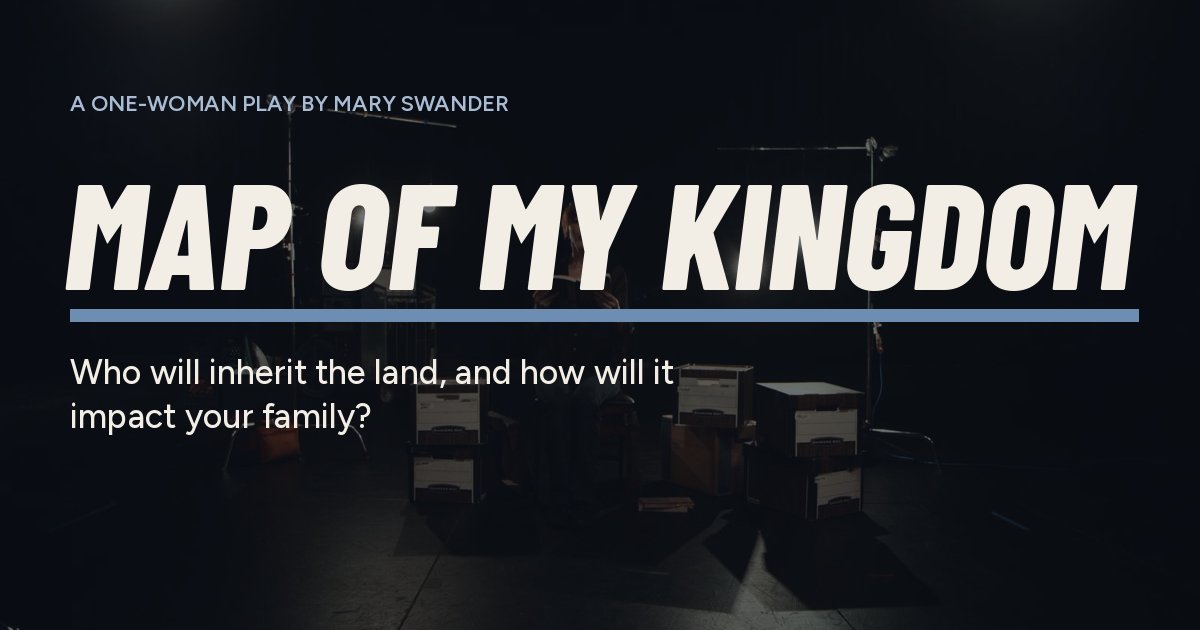 A ONE-WOMAN PLAY BY MARY SWANDER
MAP OF MY KINGDOM
Who will inherit the land, and how will it
impact your family?